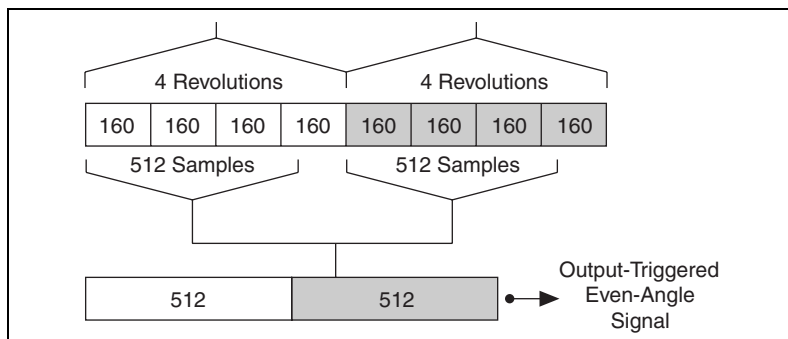 4 Revolutions 4 Revolutions
160 160 160 160 160 160 160 160
512 Samples 512 Samples
512 512
Output-Triggered
Even-Angle
Signal